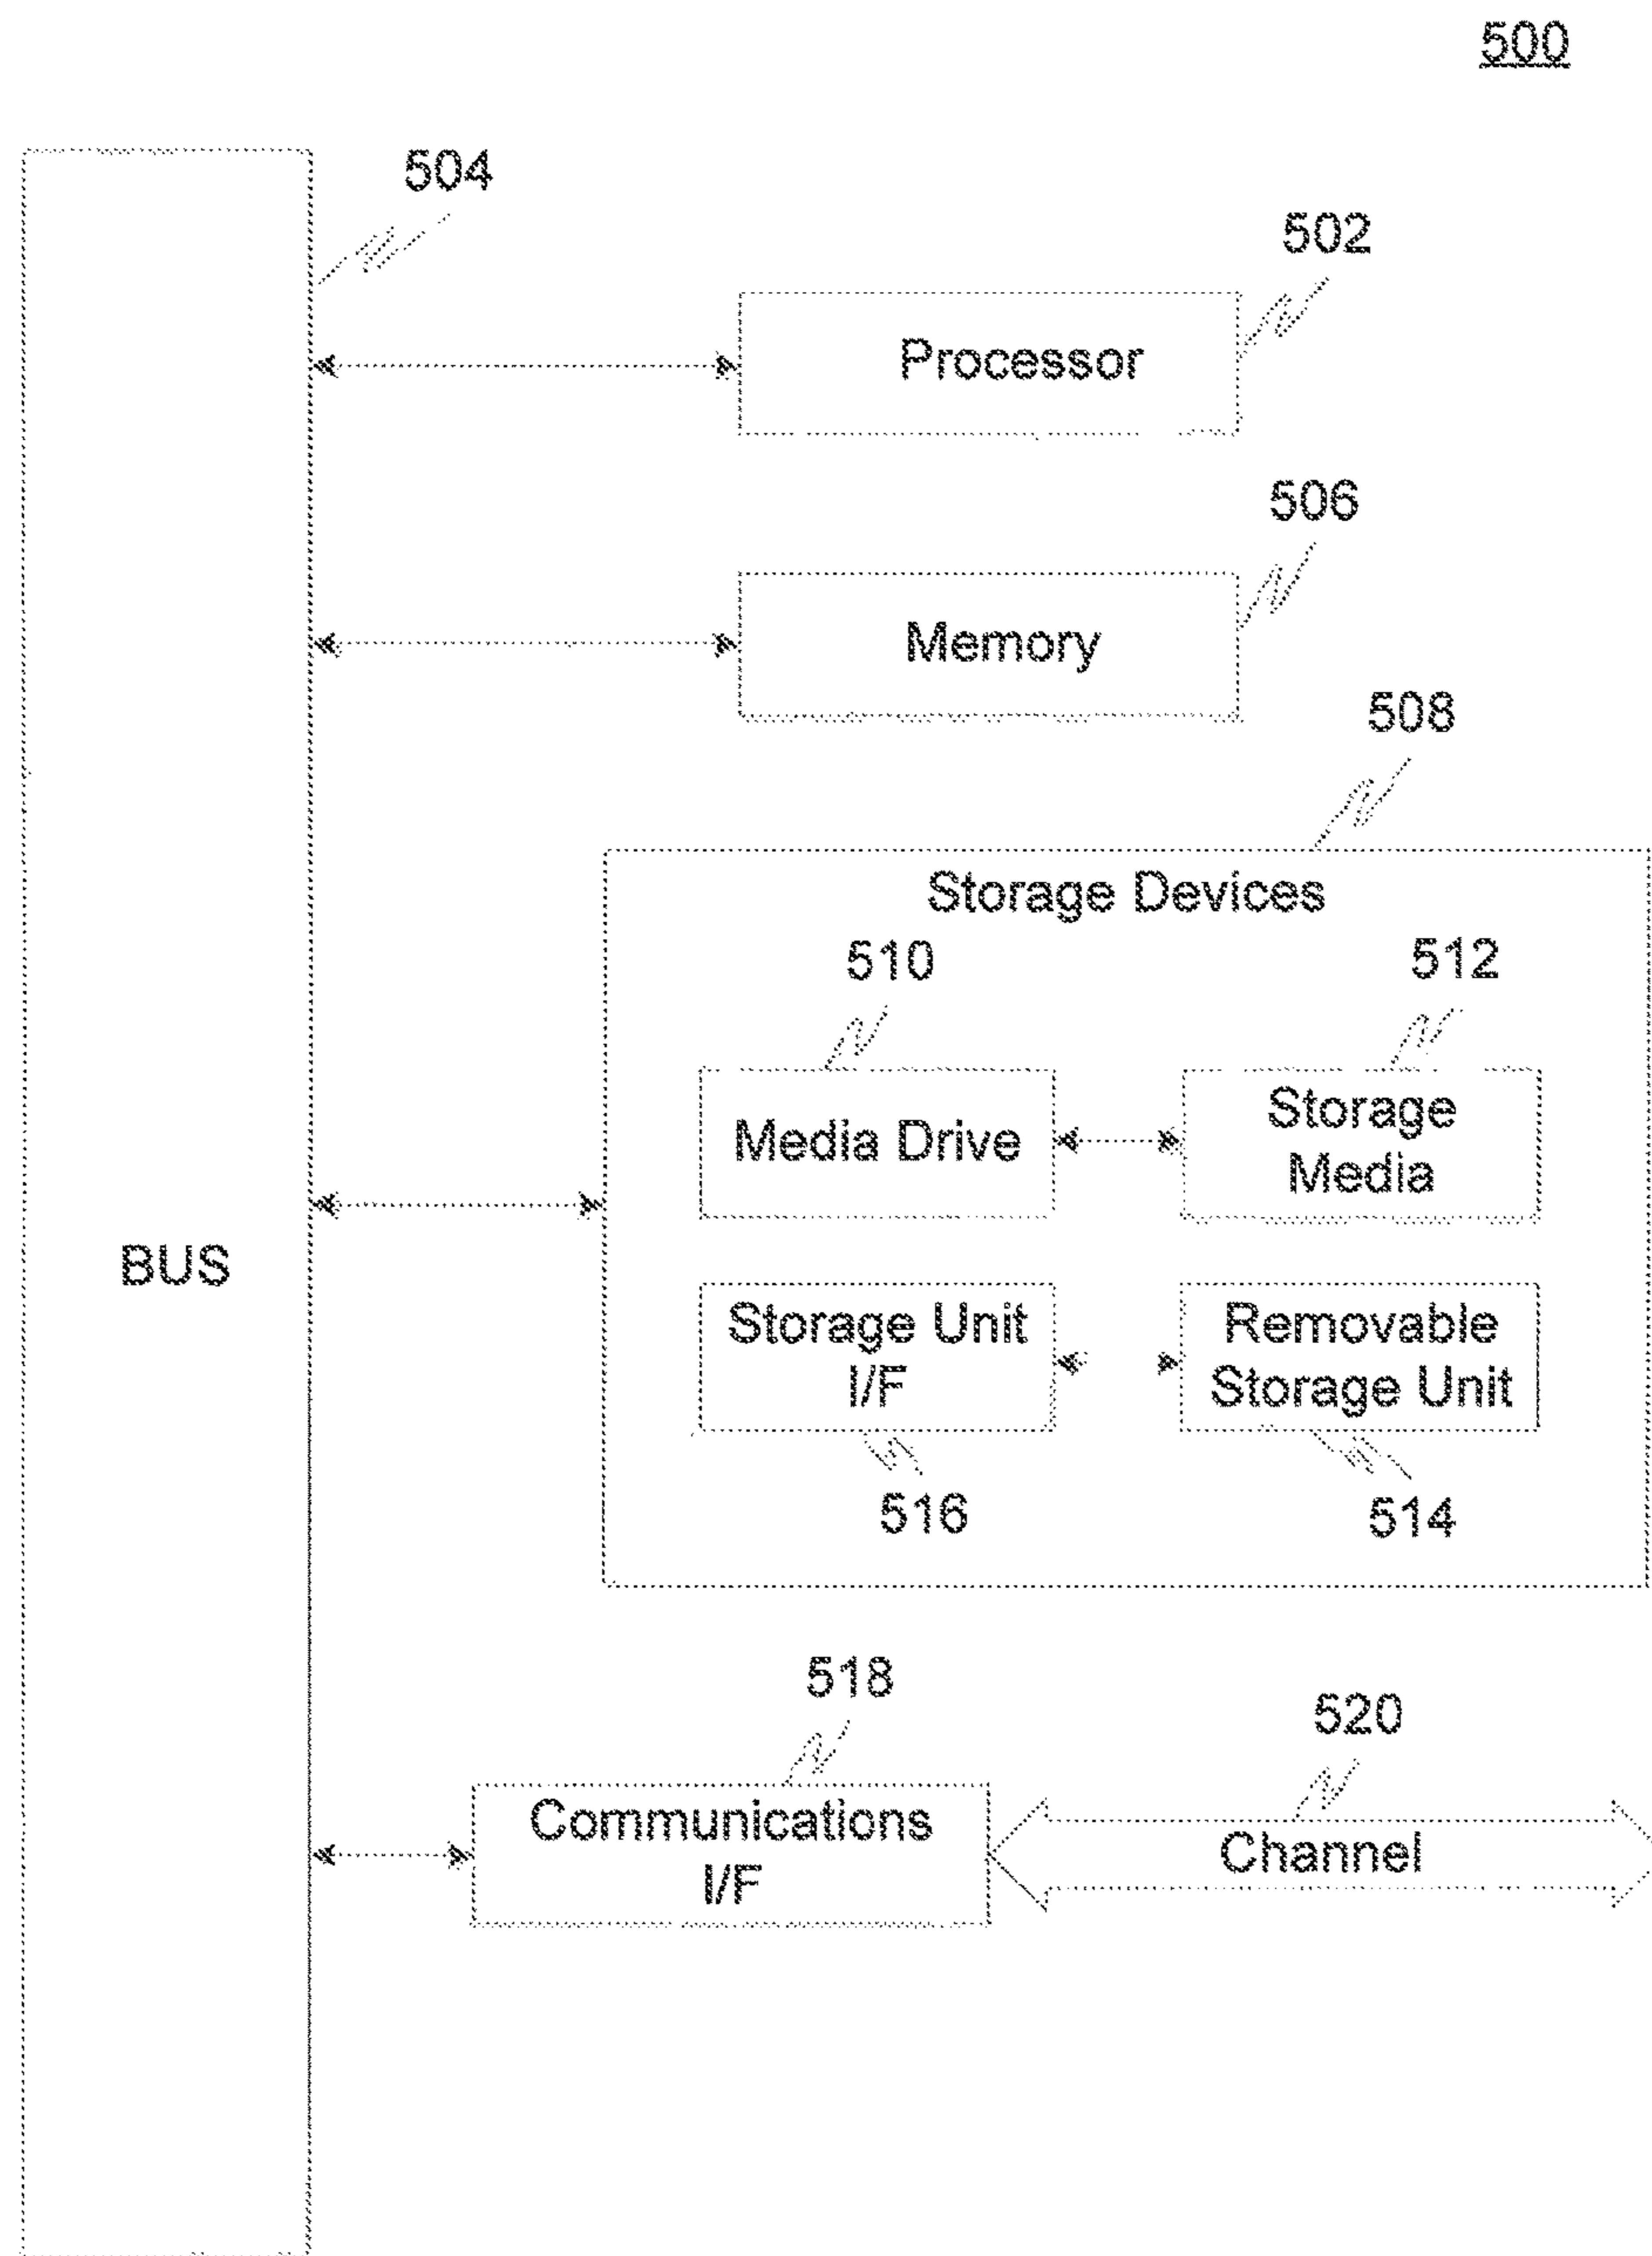 500
504
502
Processor
506
Memory
508
Storage Devices
510
512
Media Drive
Storage
Media
BUS
Storage Unit
I/F
Removable
Storage Unit
516
514
518
520
Communications
I/F
Channel